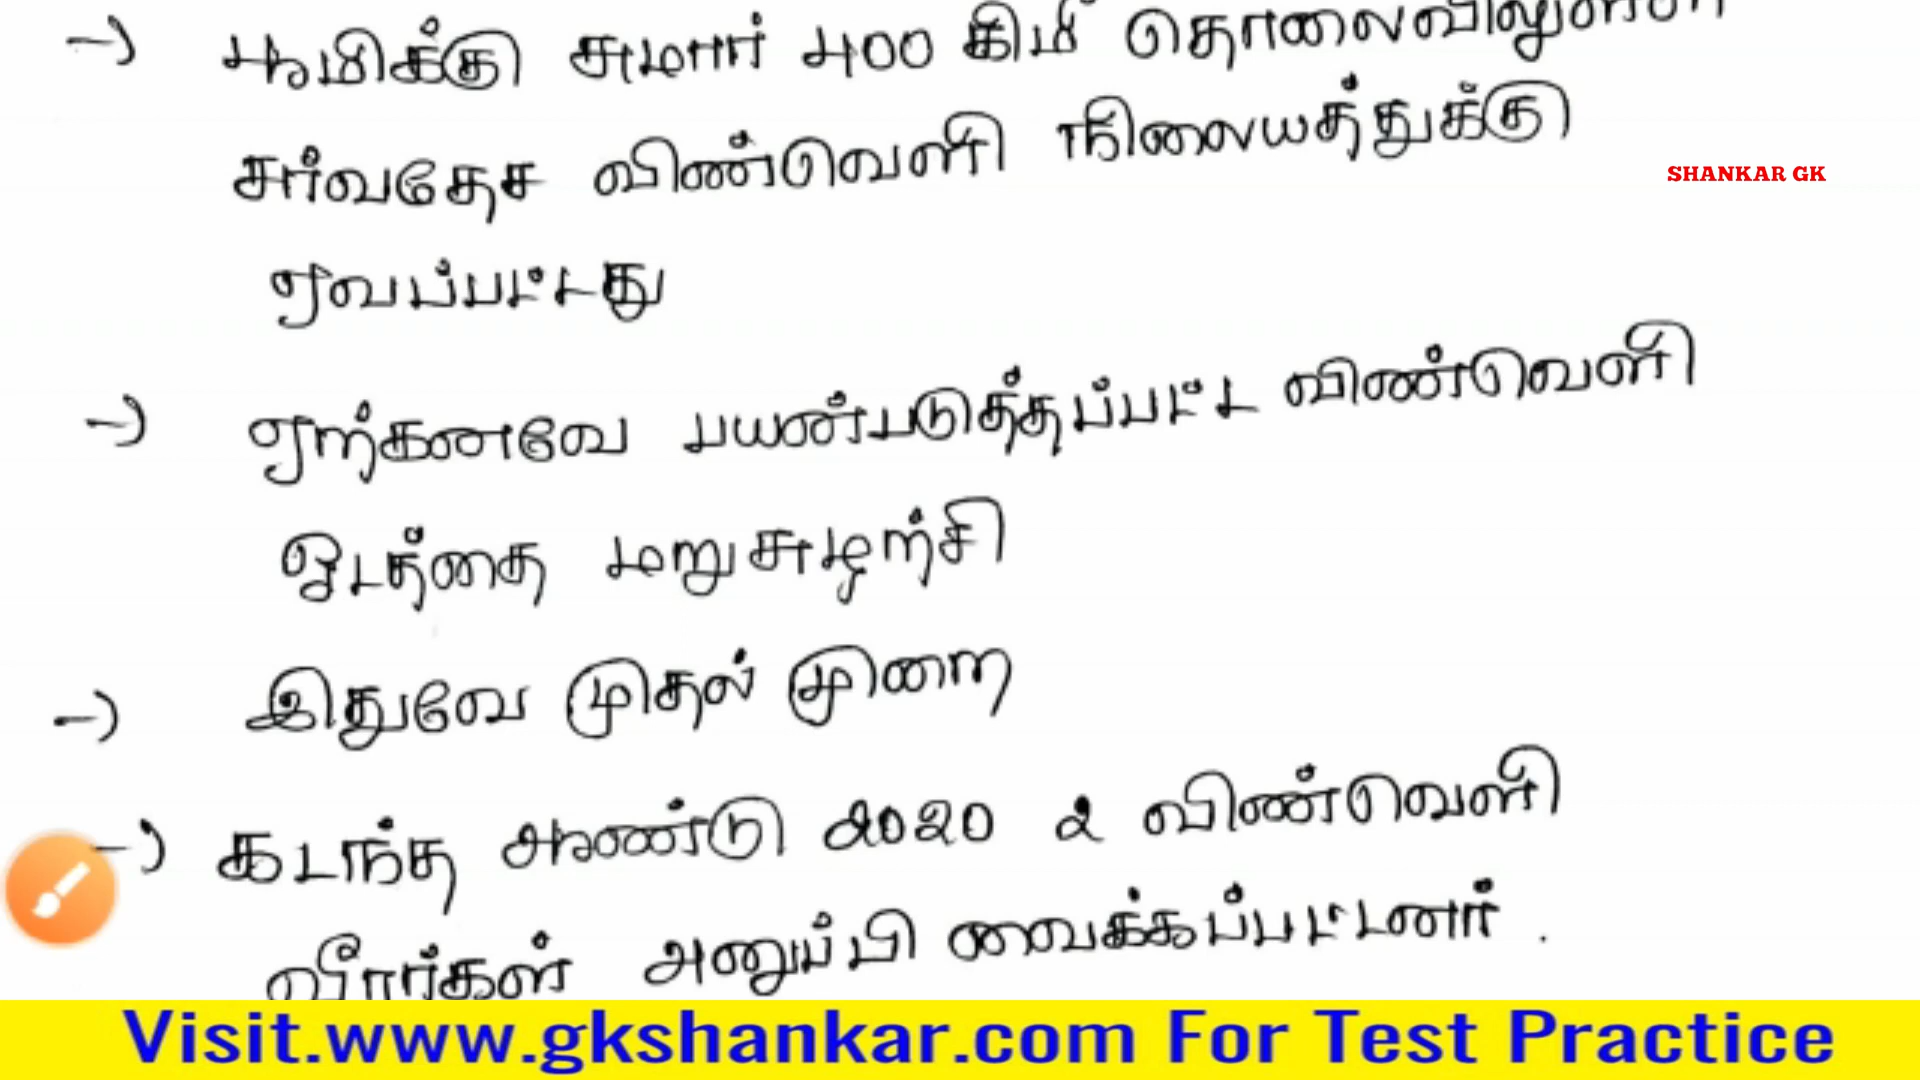 → பூமிக்கு சுமார் 400 கிமீ தொலைவிலுள்ள
சர்வதேச விண்வெளி நிலையத்துக்கு
SHANKAR GK
ஏவப்பட்டது
→ ஏற்கனவே பயன்படுத்தப்பட்ட விண்வெளி
ஓடத்தை மறுசுழற்சி
→ இதுவே முதல் முறை
→ கடந்த ஆண்டு 2020 2 விண்வெளி
வீரர்கள் அனுப்பி வைக்கப்பட்டனர்.
Visit.www.gkshankar.com For Test Practice